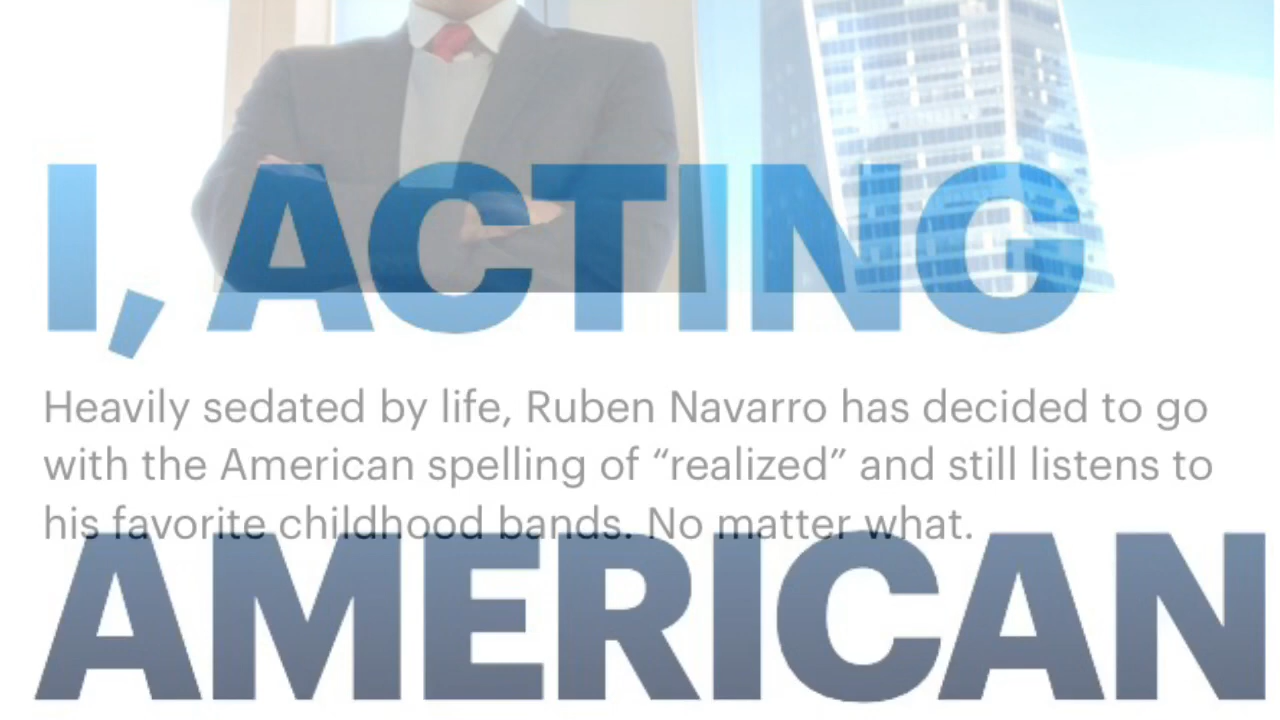 I, ACTING
Heavily sedated by life, Ruben Navarro has decided to go
with the American spelling of “realized” and still listens to
his favorite childhood bands. No matter what.
AMERICAN